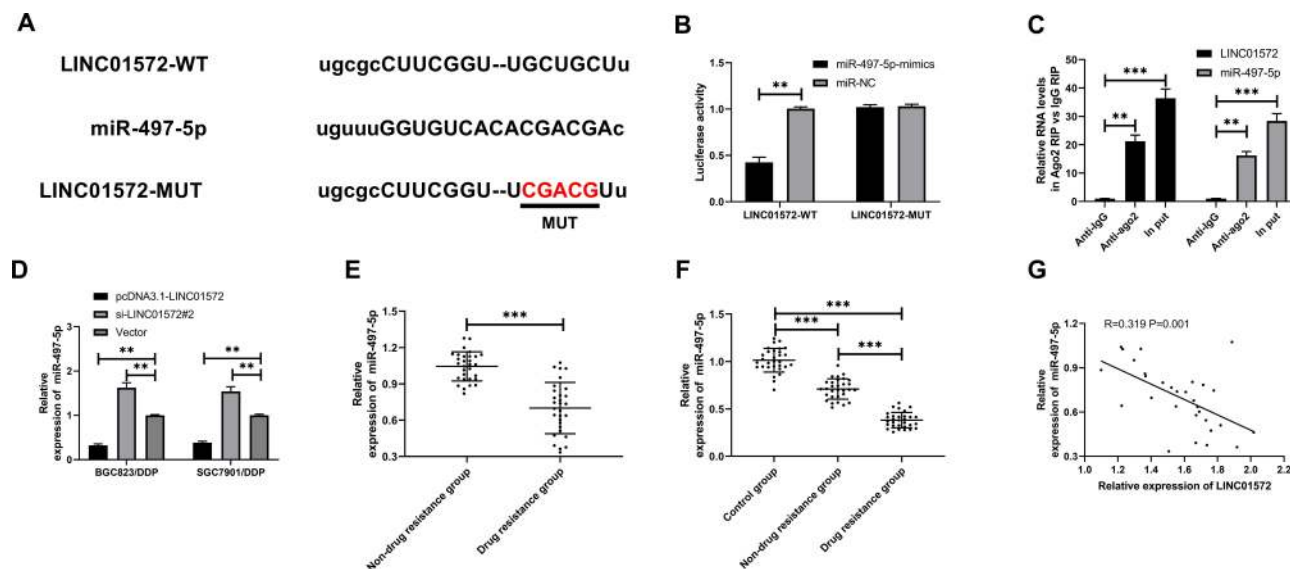 A
LINC01572-WT ugcgcCUUCGGU--UGCUGCUu
miR-497-5p uguuuGGUGUCACACGACGAc
LINC01572-MUT ugcgcCUUCGGU--UCGACGUu
MUT
B
miR-497-5p-mimics
miR-NC
Luciferase activity
1.5
1.0
0.5
0.0
**
LINC01572-WT LINC01572-MUT
C
LINC01572
miR-497-5p
Relative RNA levels
in Ago2 RIP vs IgG RIP
50
40
30
20
10
0
***
**
***
**
Anti-IgG Anti-ago2 In put Anti-IgG Anti-ago2 In put
D
pcDNA3.1-LINC01572
si-LINC01572#2
Vector
Relative
expression of miR-497-5p
3
2
1
0
**
**
**
**
BGC823/DDP SGC7901/DDP
E
Relative
expression of miR-497-5p
1.5
1.2
0.9
0.6
0.3
***
Non-drug resistance group Drug resistance group
F
Relative
expression of miR-497-5p
1.5
1.0
0.5
0.0
***
***
***
Control group Non-drug resistance group Drug resistance group
G
R=0.319 P=0.001
Relative
expression of miR-497-5p
1.2
0.9
0.6
0.3
1.0 1.2 1.4 1.6 1.8 2.0 2.2
Relative expression of LINC01572